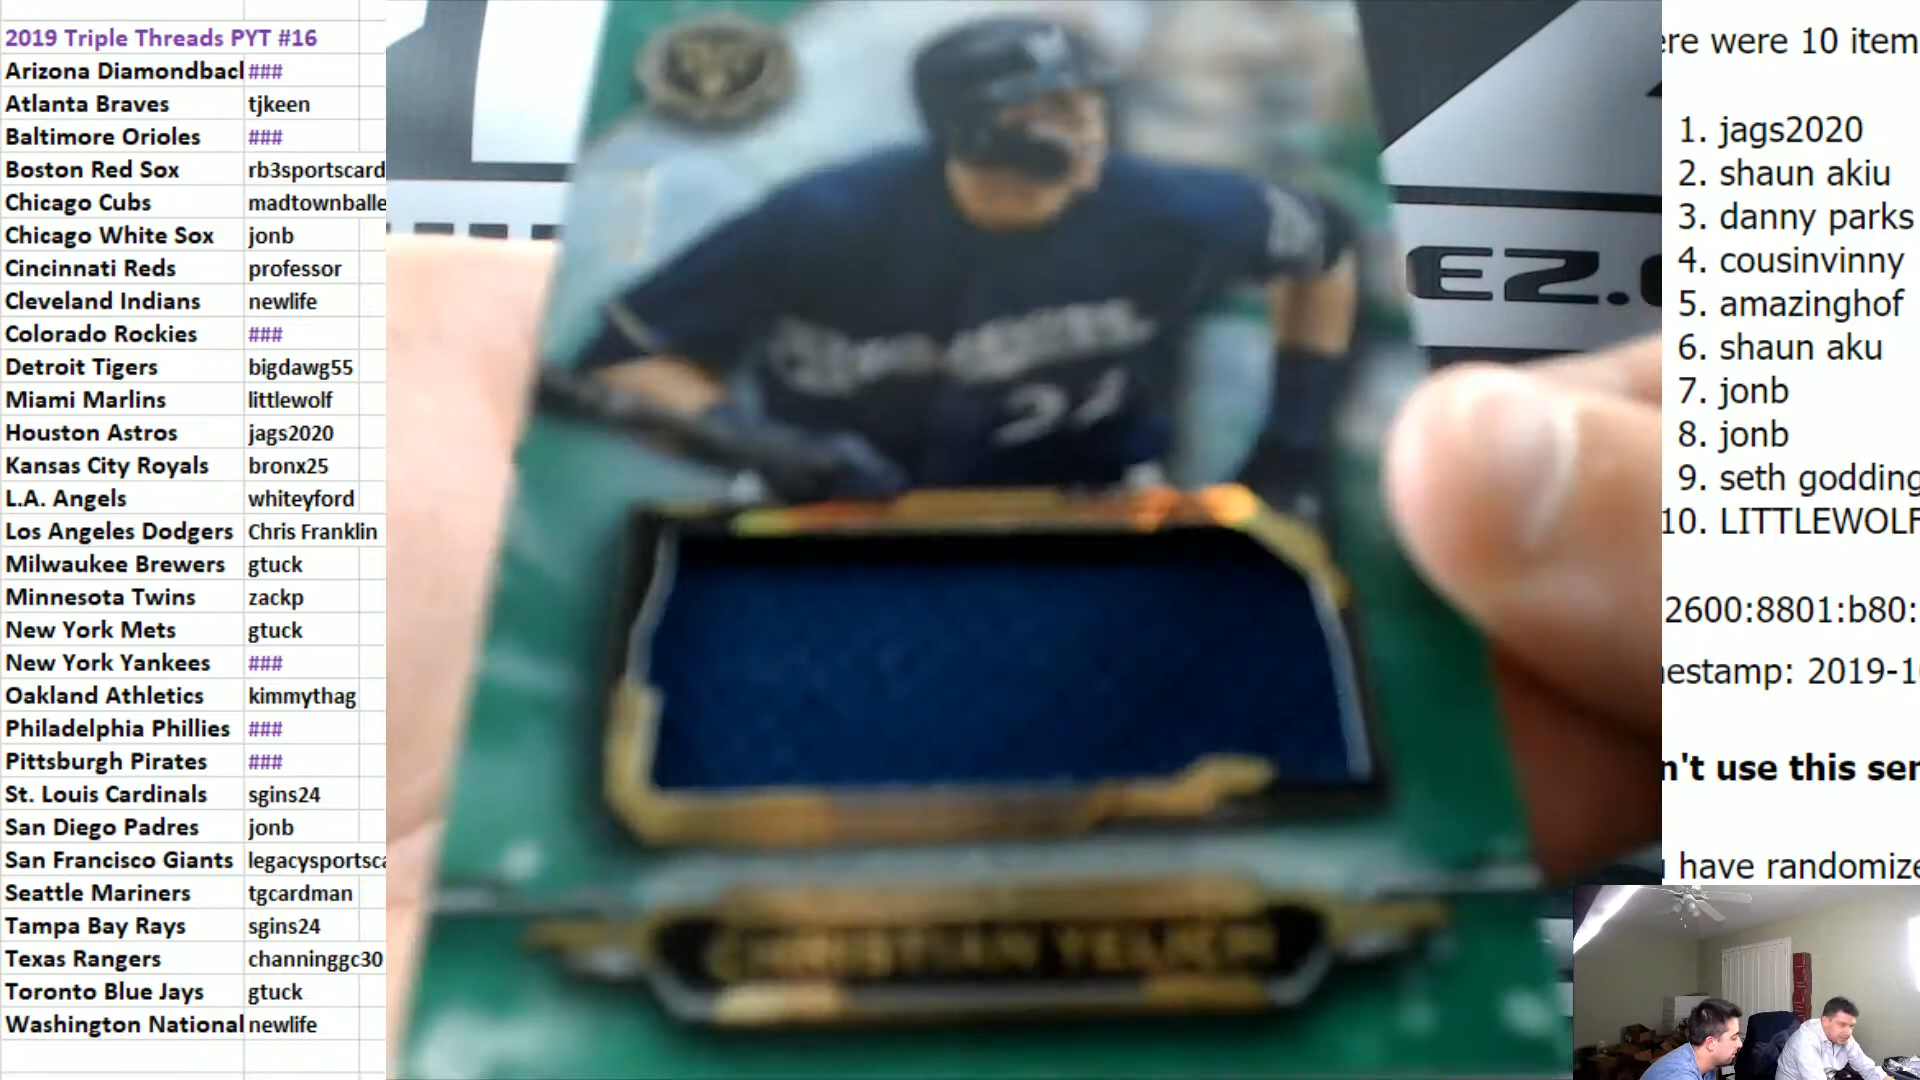 2019 Triple Threads PYT #16
Arizona Diamondbacl ###
Atlanta Braves tjkeen
Baltimore Orioles ###
Boston Red Sox rb3sportscard
Chicago Cubs madtownballe
Chicago White Sox jonb
Cincinnati Reds professor
Cleveland Indians newlife
Colorado Rockies ###
Detroit Tigers bigdawg55
Miami Marlins littlewolf
Houston Astros jags2020
Kansas City Royals bronx25
L.A. Angels whiteyford
Los Angeles Dodgers Chris Franklin
Milwaukee Brewers gtuck
Minnesota Twins zackp
New York Mets gtuck
New York Yankees ###
Oakland Athletics kimmythag
Philadelphia Phillies ###
Pittsburgh Pirates ###
St. Louis Cardinals sgins24
San Diego Padres jonb
San Francisco Giants legacysportsca
Seattle Mariners tgcardman
Tampa Bay Rays sgins24
Texas Rangers channinggc30
Toronto Blue Jays gtuck
Washington National newlife
EZ.
CHRISTIAN YELICH
ere were 10 item
1. jags2020
2. shaun akiu
3. danny parks
4. cousinvinny
5. amazinghof
6. shaun aku
7. jonb
8. jonb
9. seth godding
10. LITTLEWOLF
2600:8801:b80:
nestamp: 2019-1
n't use this ser
have randomize